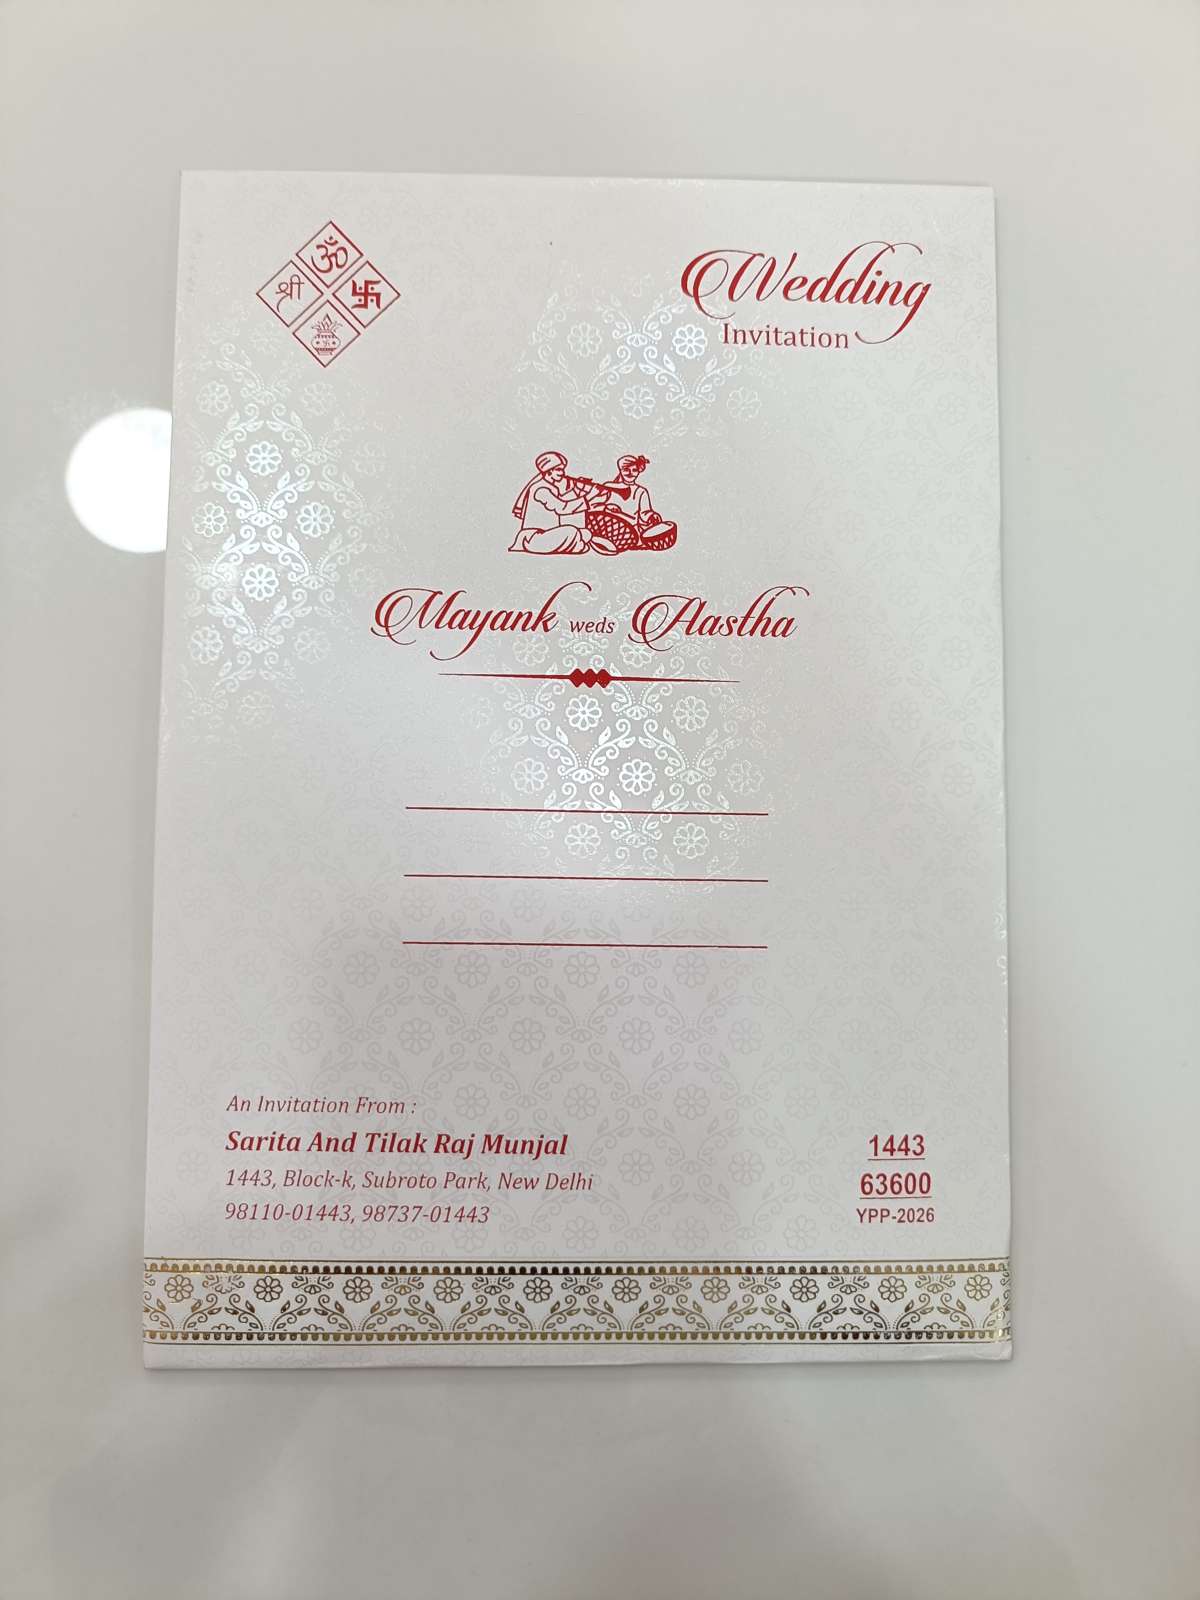 ॐ
श्री
Wedding
Invitation
Mayank weds Aastha
An Invitation From :
Sarita And Tilak Raj Munjal
1443, Block-k, Subroto Park, New Delhi
98110-01443, 98737-01443
1443
63600
YPP-2026